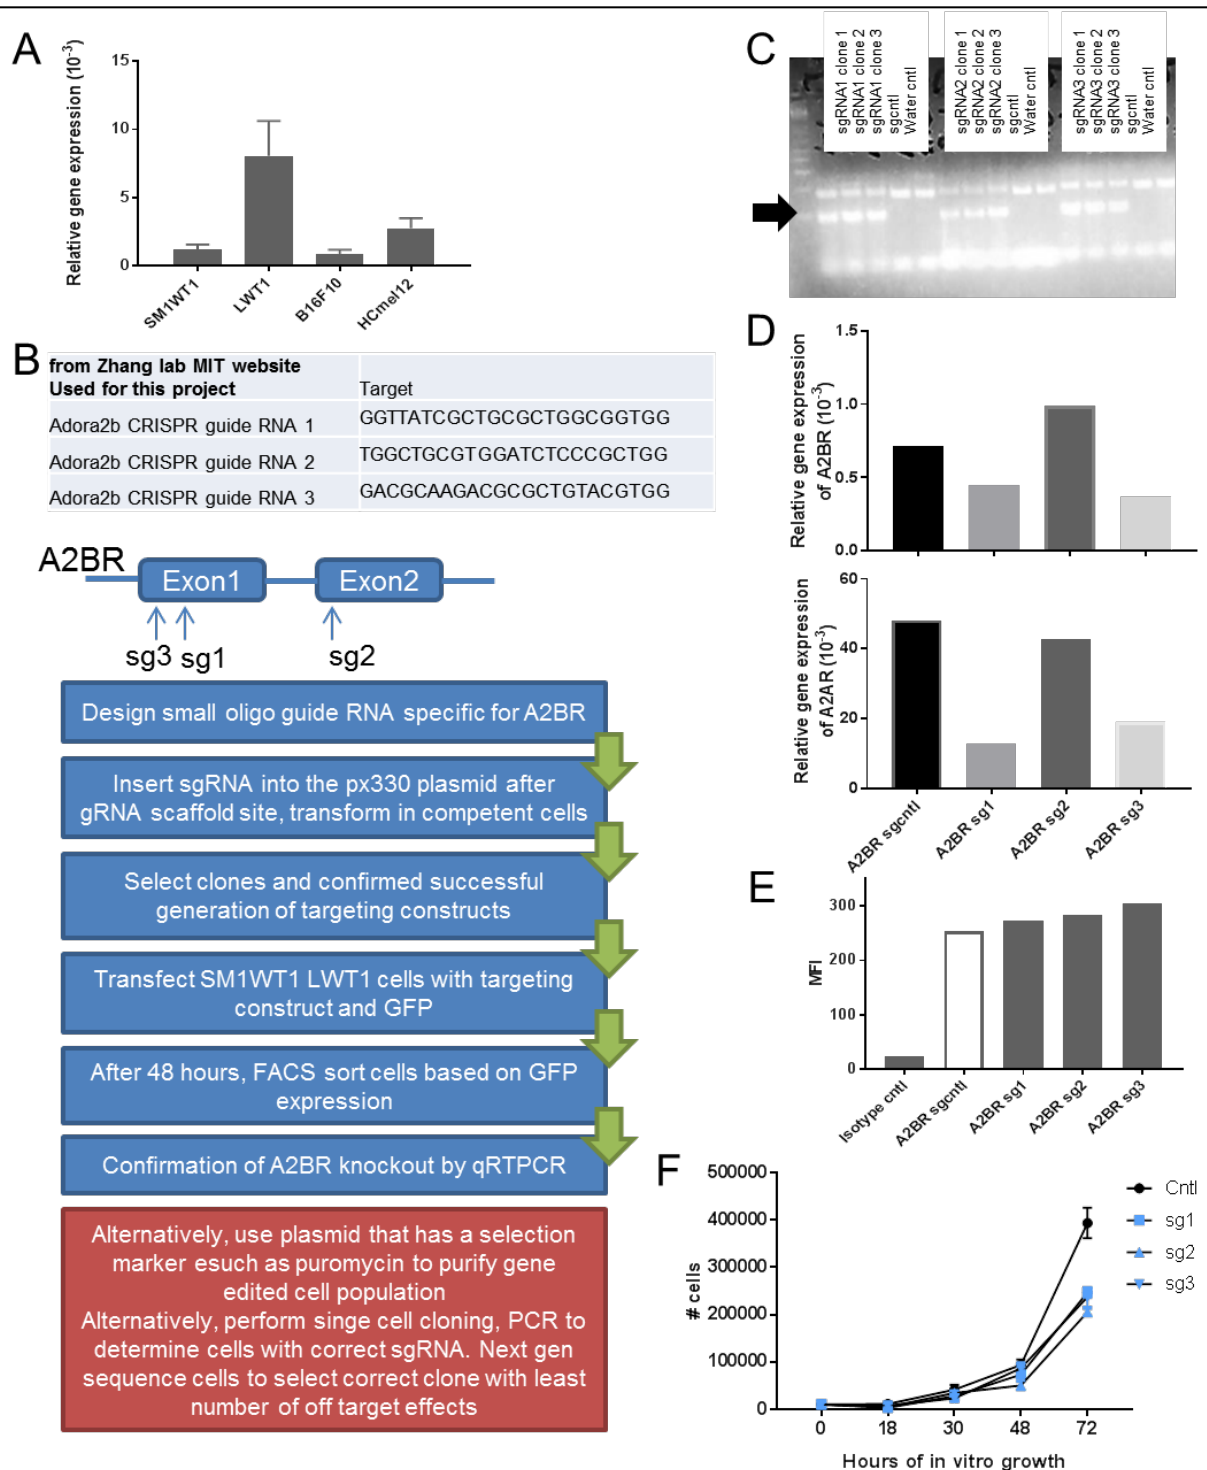 A
Relative gene expression (10⁻³)
15
10
5
0
SM1WT1
LWT1
B16F10
HCmel12
B
from Zhang lab MIT website
Used for this project
Target
Adora2b CRISPR guide RNA 1
GGTTATCGCTGCGCTGGCGGTGG
Adora2b CRISPR guide RNA 2
TGGCTGCGTGGATCTCCCGCTGG
Adora2b CRISPR guide RNA 3
GACGCAAGACGCGCTGTACGTGG
A2BR
Exon1
Exon2
sg3
sg1
sg2
Design small oligo guide RNA specific for A2BR
Insert sgRNA into the px330 plasmid after
gRNA scaffold site, transform in competent cells
Select clones and confirmed successful
generation of targeting constructs
Transfect SM1WT1 LWT1 cells with targeting
construct and GFP
After 48 hours, FACS sort cells based on GFP
expression
Confirmation of A2BR knockout by qRTPCR
Alternatively, use plasmid that has a selection
marker esuch as puromycin to purify gene
edited cell population
Alternatively, perform singe cell cloning, PCR to
determine cells with correct sgRNA. Next gen
sequence cells to select correct clone with least
number of off target effects
C
sgRNA1 clone 1
sgRNA1 clone 2
sgRNA1 clone 3
sgcntl
Water cntl
sgRNA2 clone 1
sgRNA2 clone 2
sgRNA2 clone 3
sgcntl
Water cntl
sgRNA3 clone 1
sgRNA3 clone 2
sgRNA3 clone 3
sgcntl
Water cntl
D
Relative gene expression
of A2BR (10⁻³)
1.5
1.0
0.5
0.0
Relative gene expression
of A2AR (10⁻³)
60
40
20
0
A2BR sgcntl
A2BR sg1
A2BR sg2
A2BR sg3
E
MFI
300
200
100
0
Isotype cntl
A2BR sgcntl
A2BR sg1
A2BR sg2
A2BR sg3
F
# cells
500000
400000
300000
200000
100000
0
0
18
30
48
72
Hours of in vitro growth
Cntl
sg1
sg2
sg3